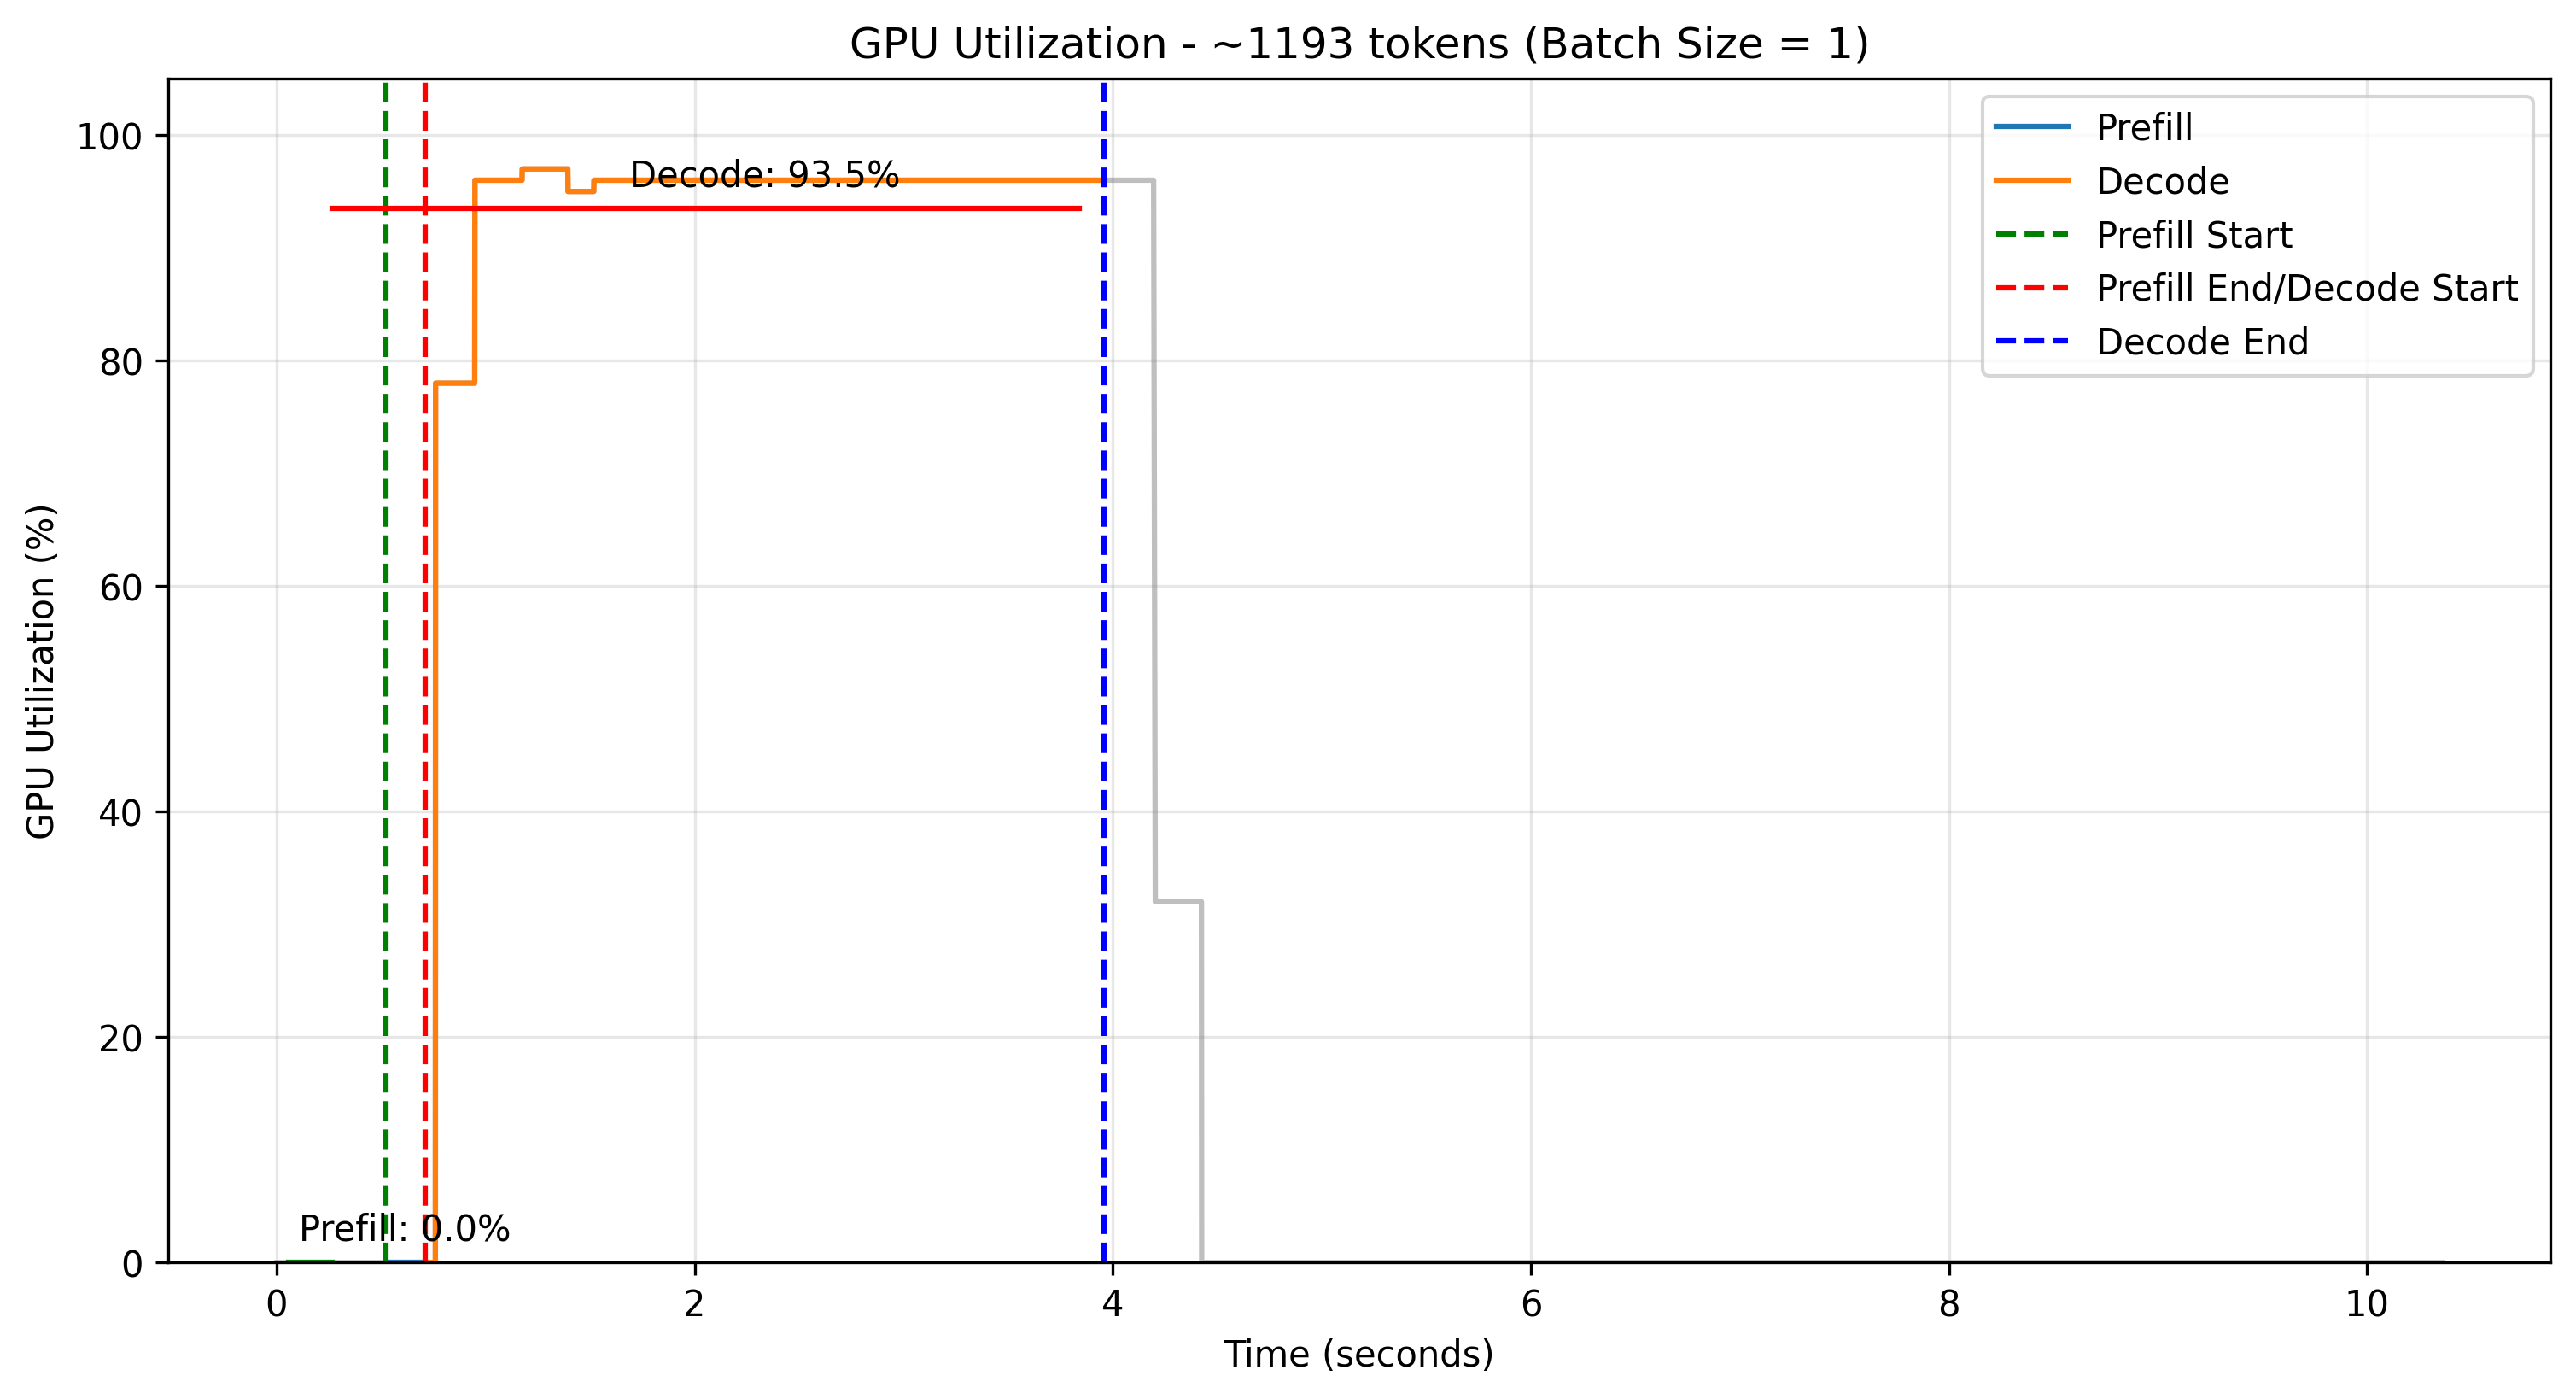 GPU Utilization - ~1193 tokens (Batch Size = 1)
Prefill
Decode
Prefill Start
Prefill End/Decode Start
Decode End
Decode: 93.5%
Prefill: 0.0%
GPU Utilization (%)
100
80
60
40
20
0
0 2 4 6 8 10
Time (seconds)